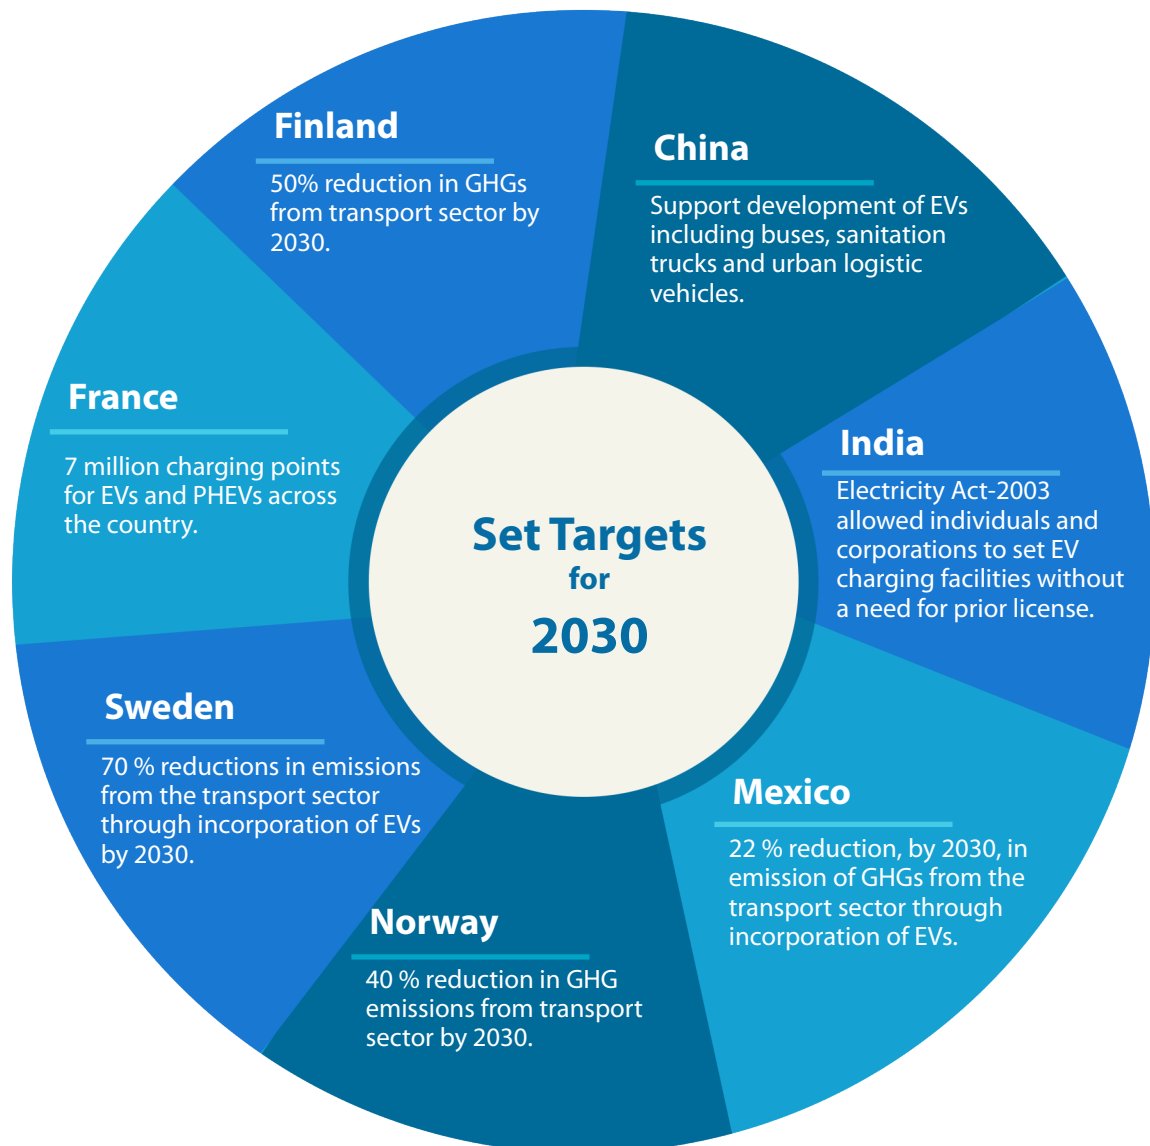 Finland
50% reduction in GHGs
from transport sector by
2030.
China
Support development of EVs
including buses, sanitation
trucks and urban logistic
vehicles.
France
7 million charging points
for EVs and PHEVs across
the country.
India
Electricity Act-2003
allowed individuals and
corporations to set EV
charging facilities without
a need for prior license.
Set Targets
for
2030
Sweden
70 % reductions in emissions
from the transport sector
through incorporation of EVs
by 2030.
Mexico
22 % reduction, by 2030, in
emission of GHGs from the
transport sector through
incorporation of EVs.
Norway
40 % reduction in GHG
emissions from transport
sector by 2030.